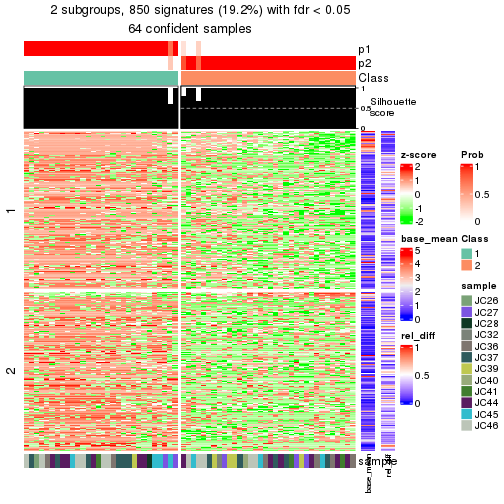 2 subgroups, 850 signatures (19.2%) with fdr < 0.05
64 confident samples
p1
p2
Class
1
0.5
0
Silhouette
score
1
2
z-score
2
1
0
-1
-2
Prob
1
0.5
0
base_mean
5
4
3
2
1
0
Class
1
2
rel_diff
1
0.5
0
sample
JC26
JC27
JC28
JC32
JC36
JC37
JC39
JC40
JC41
JC44
JC45
JC46
sample
base_mean
rel_diff